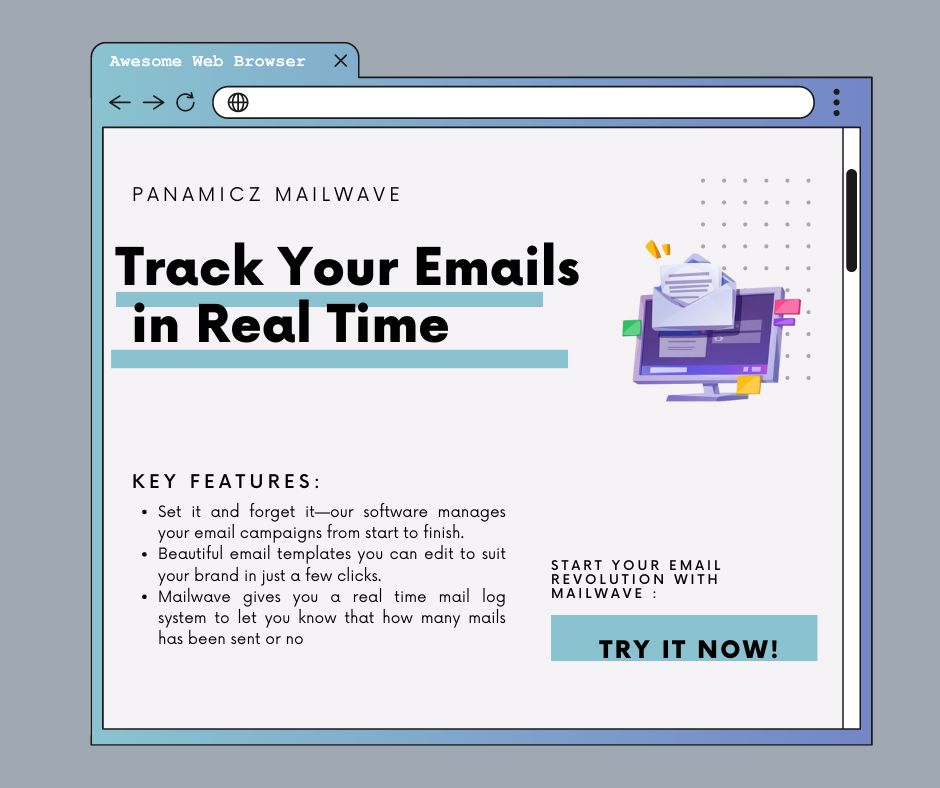 Awesome Web Browser
PANAMICZ MAILWAVE
Track Your Emails
in Real Time
KEY FEATURES:
• Set it and forget it—our software manages
your email campaigns from start to finish.
• Beautiful email templates you can edit to suit
your brand in just a few clicks.
• Mailwave gives you a real time mail log
system to let you know that how many mails
has been sent or no
START YOUR EMAIL
REVOLUTION WITH
MAILWAVE :
TRY IT NOW!